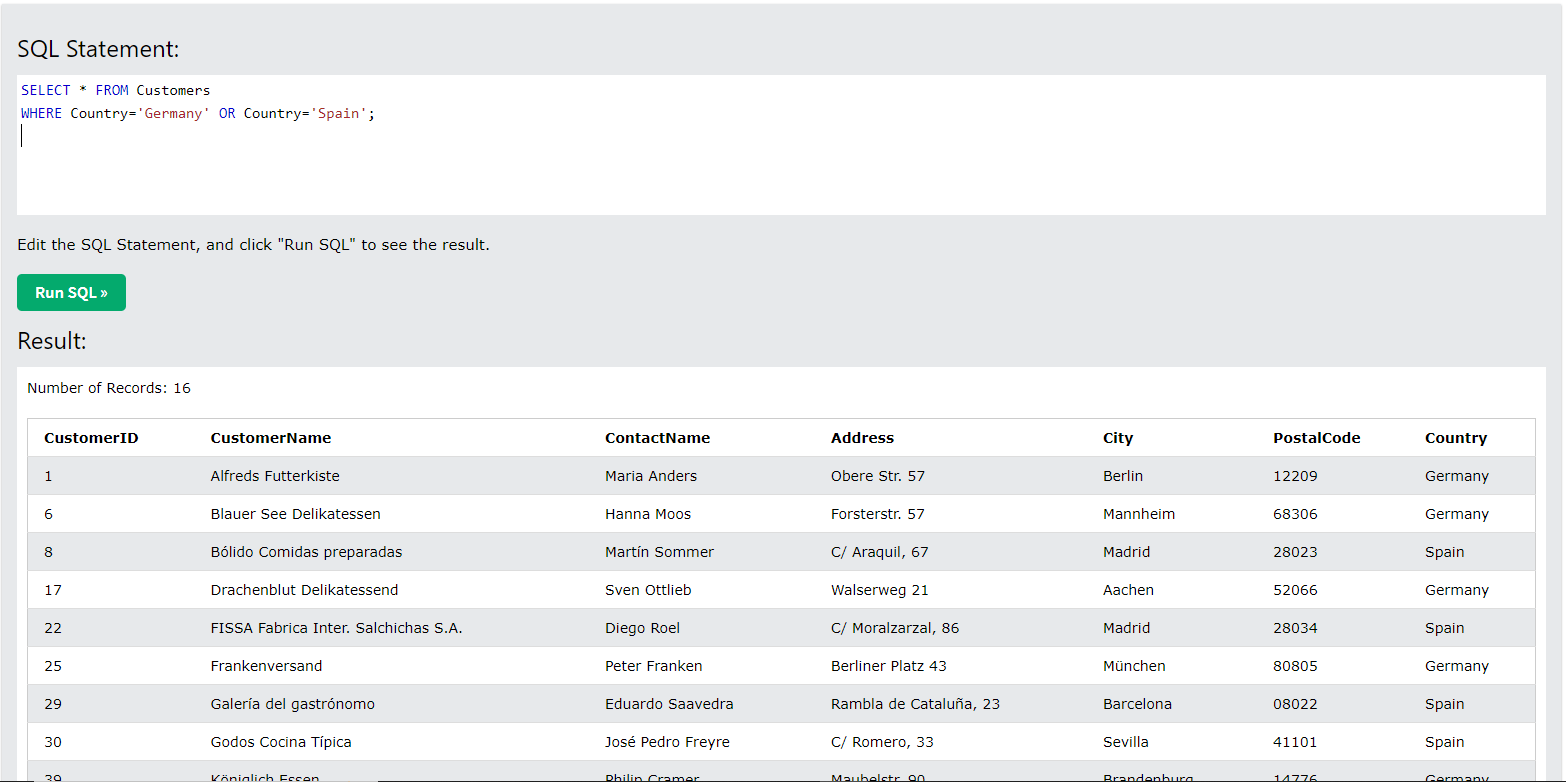 SQL Statement:
SELECT * FROM Customers
WHERE Country='Germany' OR Country='Spain';
Edit the SQL Statement, and click "Run SQL" to see the result.
Run SQL »
Result:
Number of Records: 16
CustomerID CustomerName ContactName Address City PostalCode Country
1 Alfreds Futterkiste Maria Anders Obere Str. 57 Berlin 12209 Germany
6 Blauer See Delikatessen Hanna Moos Forsterstr. 57 Mannheim 68306 Germany
8 Bólido Comidas preparadas Martín Sommer C/ Araquil, 67 Madrid 28023 Spain
17 Drachenblut Delikatessend Sven Ottlieb Walserweg 21 Aachen 52066 Germany
22 FISSA Fabrica Inter. Salchichas S.A. Diego Roel C/ Moralzarzal, 86 Madrid 28034 Spain
25 Frankenversand Peter Franken Berliner Platz 43 München 80805 Germany
29 Galería del gastrónomo Eduardo Saavedra Rambla de Cataluña, 23 Barcelona 08022 Spain
30 Godos Cocina Típica José Pedro Freyre C/ Romero, 33 Sevilla 41101 Spain
39 Königlich Essen Philip Cramer Maubelstr. 90 Brandenburg 14776 Germany